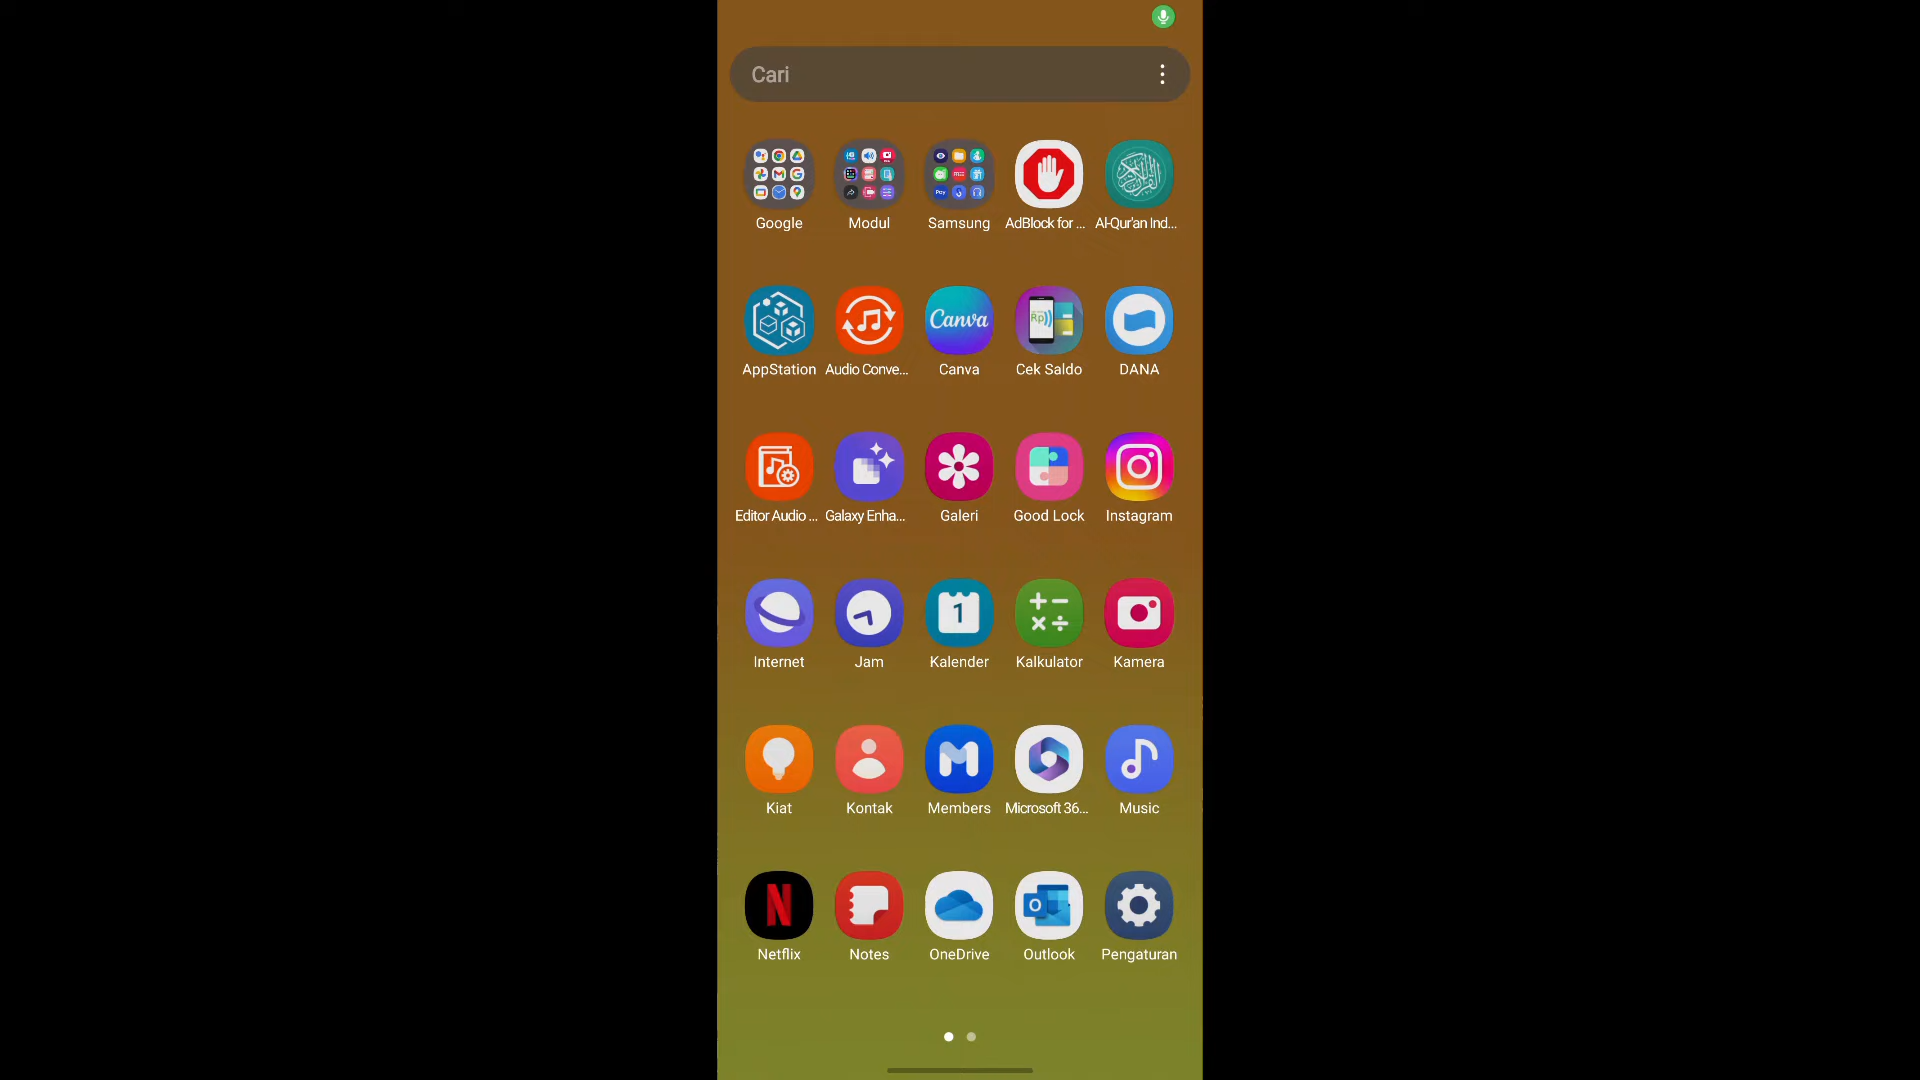 Cari
Google Modul Samsung AdBlock for ... Al-Qur'an Ind...
Canva Rp
AppStation Audio Conve... Canva Cek Saldo DANA
Editor Audio ... Galaxy Enha... Galeri Good Lock Instagram
1
Internet Jam Kalender Kalkulator Kamera
Kiat Kontak Members Microsoft 36... Music
Netflix Notes OneDrive Outlook Pengaturan